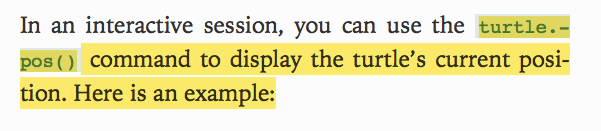 In an interactive session, you can use the turtle.-
pos() command to display the turtle’s current posi-
tion. Here is an example: